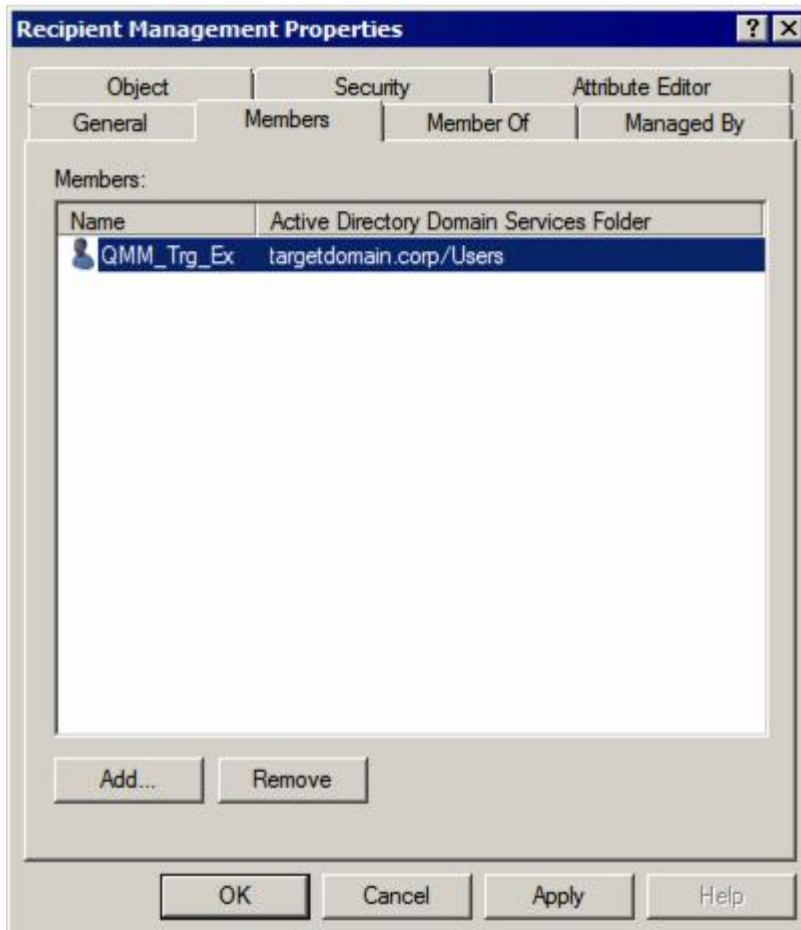 Recipient Management Properties
Object Security Attribute Editor
General Members Member Of Managed By
Members:
Name Active Directory Domain Services Folder
QMM_Trg_Ex targetdomain.corp/Users
Add... Remove
OK Cancel Apply Help